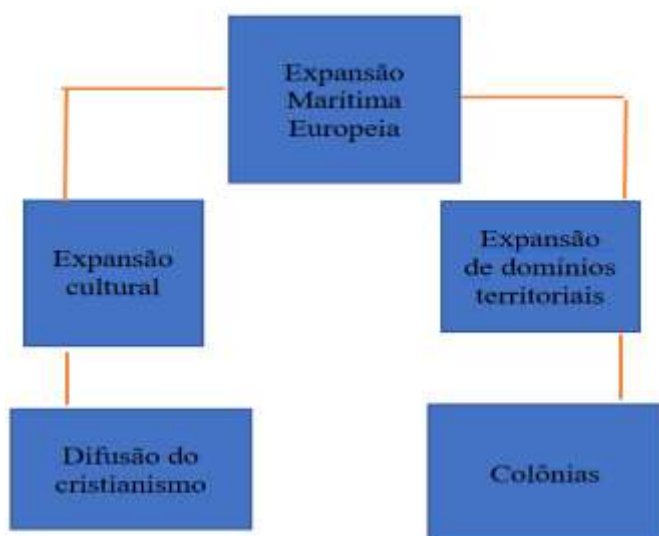 Expansão
Marítima
Europeia
Expansão
cultural
Expansão
de domínios
territoriais
Difusão do
cristianismo
Colônias